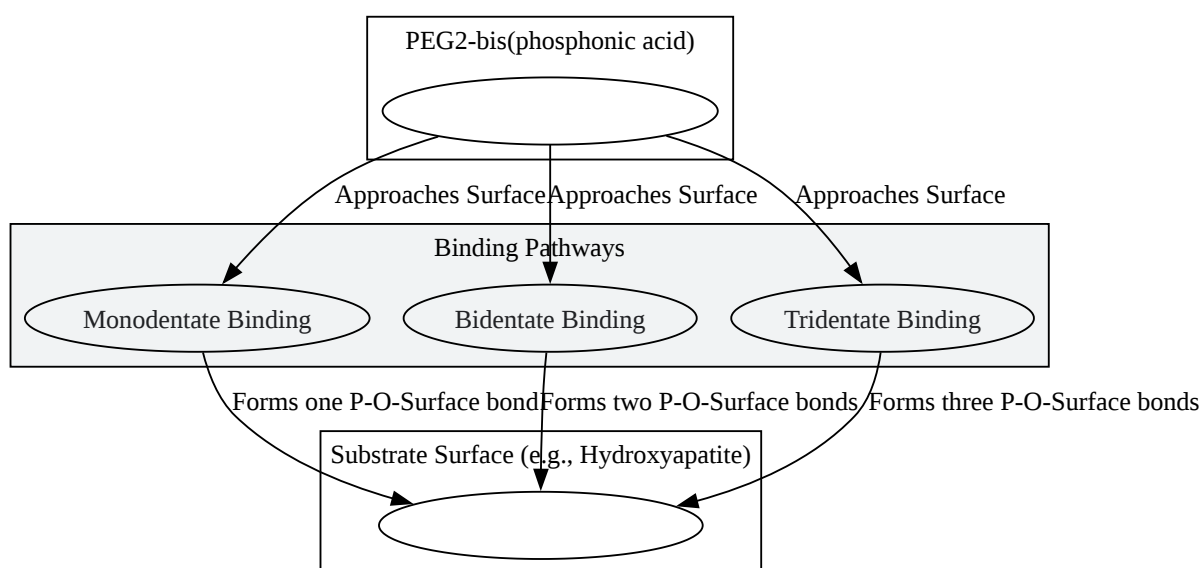 PEG2-bis(phosphonic acid)
Approaches Surface
Approaches Surface
Approaches Surface
Binding Pathways
Monodentate Binding
Bidentate Binding
Tridentate Binding
Forms one P-O-Surface bond
Forms two P-O-Surface bonds
Forms three P-O-Surface bonds
Substrate Surface (e.g., Hydroxyapatite)